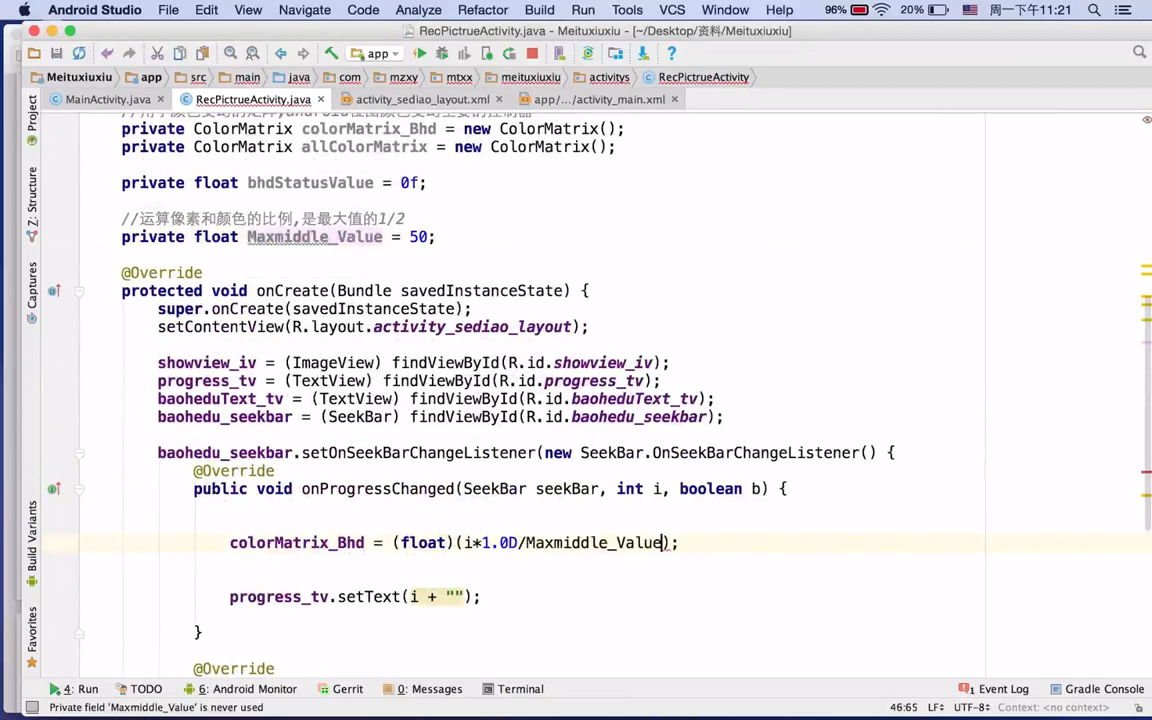 Android Studio File Edit View Navigate Code Analyze Refactor Build Run Tools VCS Window Help 96% 20% 周一下午11:21
RecPictrueActivity.java - Meituxiuxiu - [~/Desktop/资料/Meituxiuxiu]
app
Meituxiuxiu app src main java com mzxy mtxx meituxiuxiu activitys RecPictrueActivity
MainActivity.java RecPictrueActivity.java activity_sediao_layout.xml app/.../activity_main.xml
Project
Z: Structure
Captures
Build Variants
Favorites
private ColorMatrix colorMatrix_Bhd = new ColorMatrix();
private ColorMatrix allColorMatrix = new ColorMatrix();
private float bhdStatusValue = 0f;
//运算像素和颜色的比例,是最大值的1/2
private float Maxmiddle_Value = 50;
@Override
protected void onCreate(Bundle savedInstanceState) {
super.onCreate(savedInstanceState);
setContentView(R.layout.activity_sediao_layout);
showview_iv = (ImageView) findViewById(R.id.showview_iv);
progress_tv = (TextView) findViewById(R.id.progress_tv);
baoheduText_tv = (TextView) findViewById(R.id.baoheduText_tv);
baohedu_seekbar = (SeekBar) findViewById(R.id.baohedu_seekbar);
baohedu_seekbar.setOnSeekBarChangeListener(new SeekBar.OnSeekBarChangeListener() {
@Override
public void onProgressChanged(SeekBar seekBar, int i, boolean b) {
colorMatrix_Bhd = (float)(i*1.0D/Maxmiddle_Value);
progress_tv.setText(i + "");
}
@Override
4: Run TODO 6: Android Monitor Gerrit 0: Messages Terminal 1 Event Log Gradle Console
Private field 'Maxmiddle_Value' is never used 46:65 LF÷ UTF-8÷ Context: <no context>